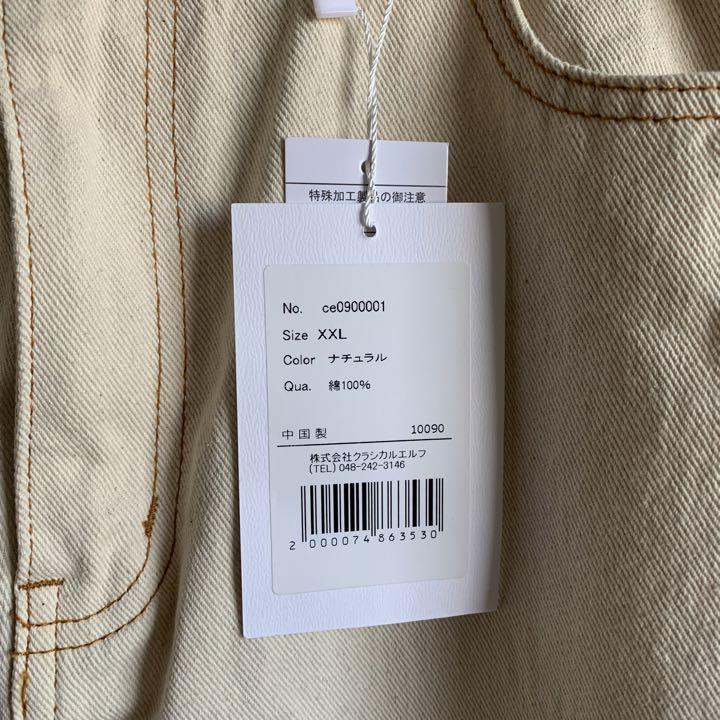 特殊加工製品の御注意
No. ce0900001
Size XXL
Color ナチュラル
Qua. 綿100%
中国製 10090
株式会社クラシカルエルフ
(TEL) 048-242-3146
2 000074 863530